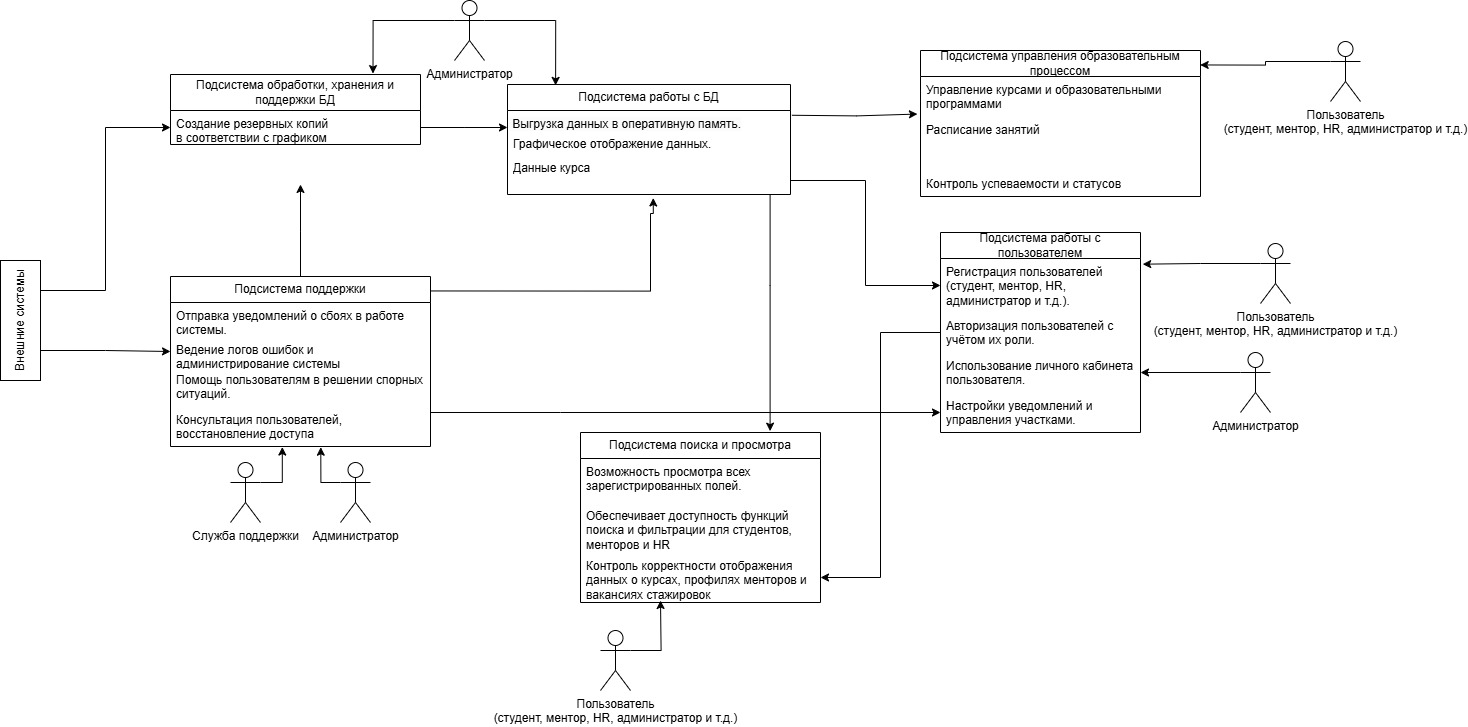 Администратор
Подсистема обработки, хранения и
поддержки БД
Создание резервных копий
в соответствии с графиком
Подсистема работы с БД
Выгрузка данных в оперативную память.
Графическое отображение данных.
Данные курса
Подсистема управления образовательным
процессом
Управление курсами и образовательными
программами
Расписание занятий
Контроль успеваемости и статусов
Пользователь
(студент, ментор, HR, администратор и т.д.)
Внешние системы
Подсистема поддержки
Отправка уведомлений о сбоях в работе
системы.
Ведение логов ошибок и
администрирование системы
Помощь пользователям в решении спорных
ситуаций.
Консультация пользователей,
восстановление доступа
Служба поддержки
Администратор
Подсистема работы с
пользователем
Регистрация пользователей
(студент, ментор, HR,
администратор и т.д.).
Авторизация пользователей с
учётом их роли.
Использование личного кабинета
пользователя.
Настройки уведомлений и
управления участками.
Пользователь
(студент, ментор, HR, администратор и т.д.)
Администратор
Подсистема поиска и просмотра
Возможность просмотра всех
зарегистрированных полей.
Обеспечивает доступность функций
поиска и фильтрации для студентов,
менторов и HR
Контроль корректности отображения
данных о курсах, профилях менторов и
вакансиях стажировок
Пользователь
(студент, ментор, HR, администратор и т.д.)